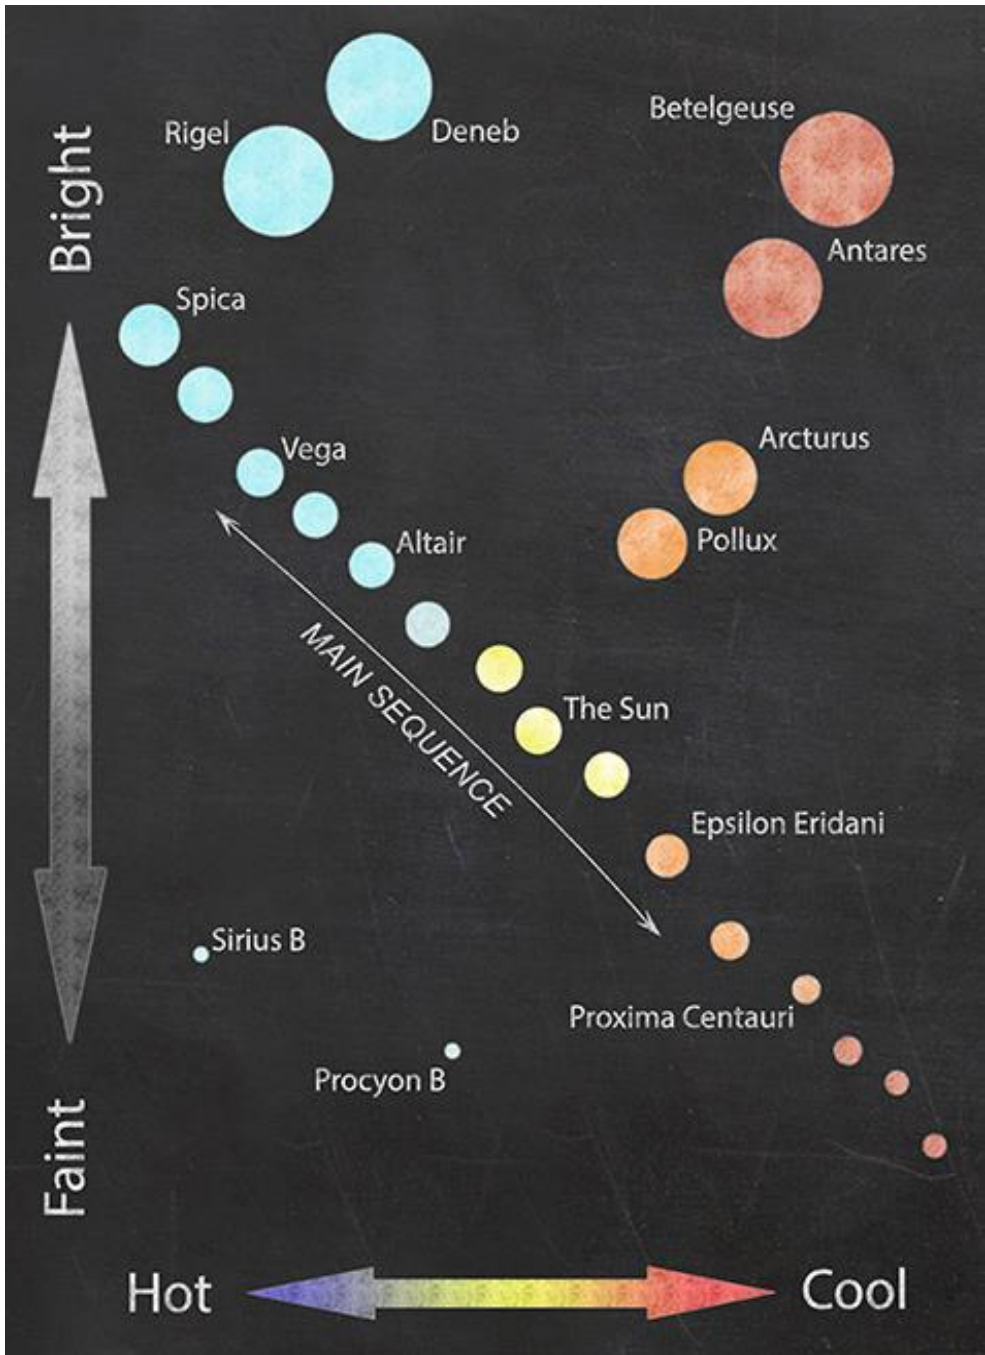 Bright
Rigel
Deneb
Betelgeuse
Antares
Spica
Vega
Arcturus
Altair
Pollux
MAIN SEQUENCE
The Sun
Epsilon Eridani
Sirius B
Proxima Centauri
Procyon B
Faint
Hot
Cool